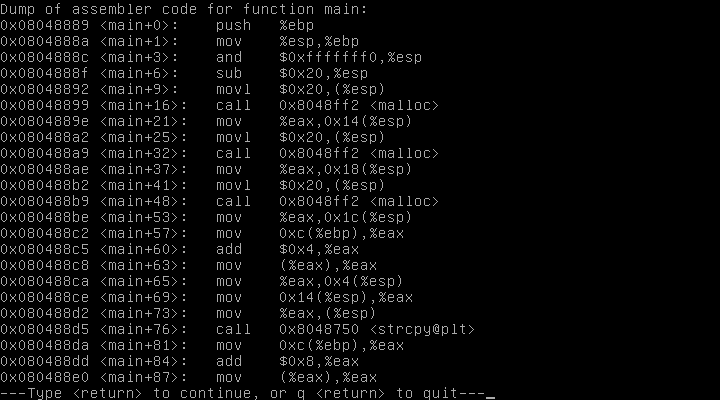 Dump of assembler code for function main:
0x08048889 <main+0>:    push   %ebp
0x0804888a <main+1>:    mov    %esp,%ebp
0x0804888c <main+3>:    and    $0xfffffff0,%esp
0x0804888f <main+6>:    sub    $0x20,%esp
0x08048892 <main+9>:    movl   $0x20,(%esp)
0x08048899 <main+16>:   call   0x8048ff2 <malloc>
0x0804889e <main+21>:   mov    %eax,0x14(%esp)
0x080488a2 <main+25>:   movl   $0x20,(%esp)
0x080488a9 <main+32>:   call   0x8048ff2 <malloc>
0x080488ae <main+37>:   mov    %eax,0x18(%esp)
0x080488b2 <main+41>:   movl   $0x20,(%esp)
0x080488b9 <main+48>:   call   0x8048ff2 <malloc>
0x080488be <main+53>:   mov    %eax,0x1c(%esp)
0x080488c2 <main+57>:   mov    0xc(%ebp),%eax
0x080488c5 <main+60>:   add    $0x4,%eax
0x080488c8 <main+63>:   mov    (%eax),%eax
0x080488ca <main+65>:   mov    %eax,0x4(%esp)
0x080488ce <main+69>:   mov    0x14(%esp),%eax
0x080488d2 <main+73>:   mov    %eax,(%esp)
0x080488d5 <main+76>:   call   0x8048750 <strcpy@plt>
0x080488da <main+81>:   mov    0xc(%ebp),%eax
0x080488dd <main+84>:   add    $0x8,%eax
0x080488e0 <main+87>:   mov    (%eax),%eax
---Type <return> to continue, or q <return> to quit---